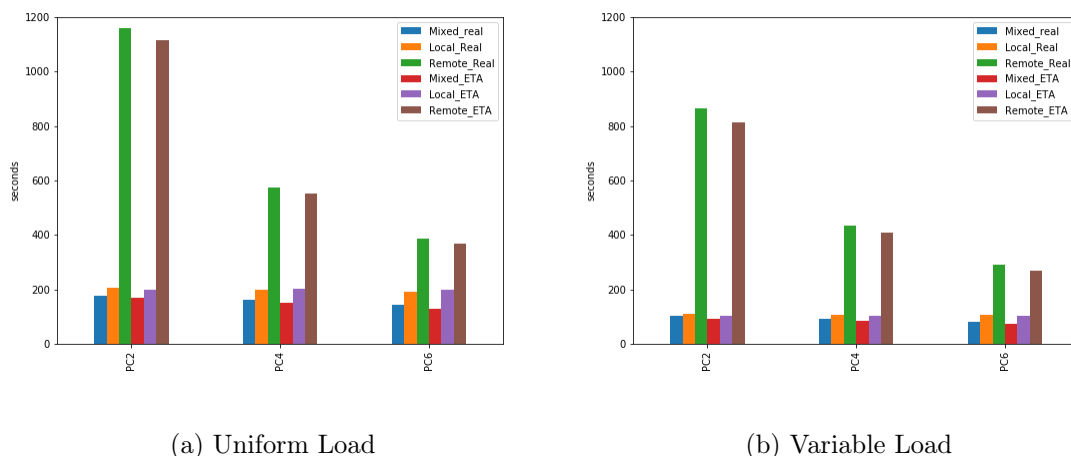 1200
1000
800
600
400
200
0
seconds
Mixed_real
Local_Real
Remote_Real
Mixed_ETA
Local_ETA
Remote_ETA
PC2
PC4
PC6
(a) Uniform Load
1200
1000
800
600
400
200
0
seconds
Mixed_real
Local_Real
Remote_Real
Mixed_ETA
Local_ETA
Remote_ETA
PC2
PC4
PC6
(b) Variable Load